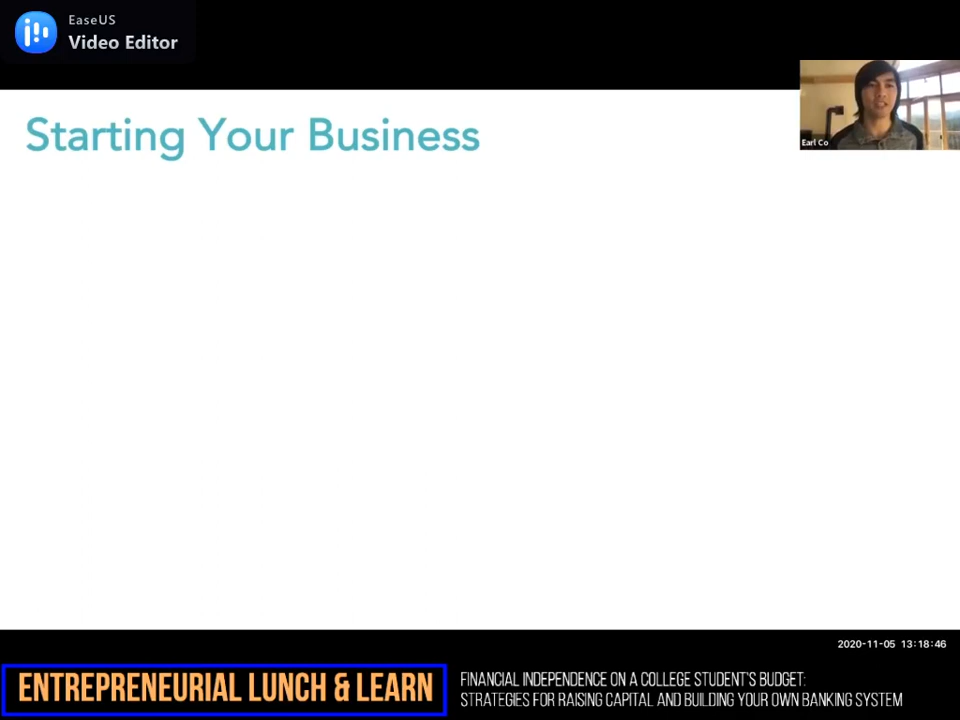 EaseUS
Video Editor
Starting Your Business
Earl Co
2020-11-05 13:18:46
ENTREPRENEURIAL LUNCH & LEARN
FINANCIAL INDEPENDENCE ON A COLLEGE STUDENT'S BUDGET:
STRATEGIES FOR RAISING CAPITAL AND BUILDING YOUR OWN BANKING SYSTEM